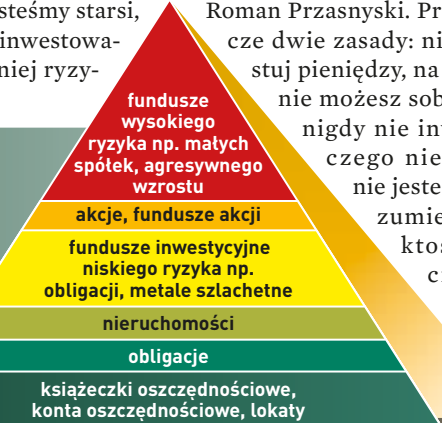 steśmy starsi,
inwestowa-
niej ryzy-
Roman Przasnyski. Pr
cze dwie zasady: ni
stuj pieniędzy, na
nie możesz sob
nigdy nie in
czego nie
nie jeste
zumie
ktoś
fundusze
wysokiego
ryzyka np. małych
spółek, agresywnego
wzrostu
akcje, fundusze akcji
fundusze inwestycyjne
niskiego ryzyka np.
obligacji, metale szlachetne
nieruchomości
obligacje
książeczki oszczędnościowe,
konta oszczędnościowe, lokaty